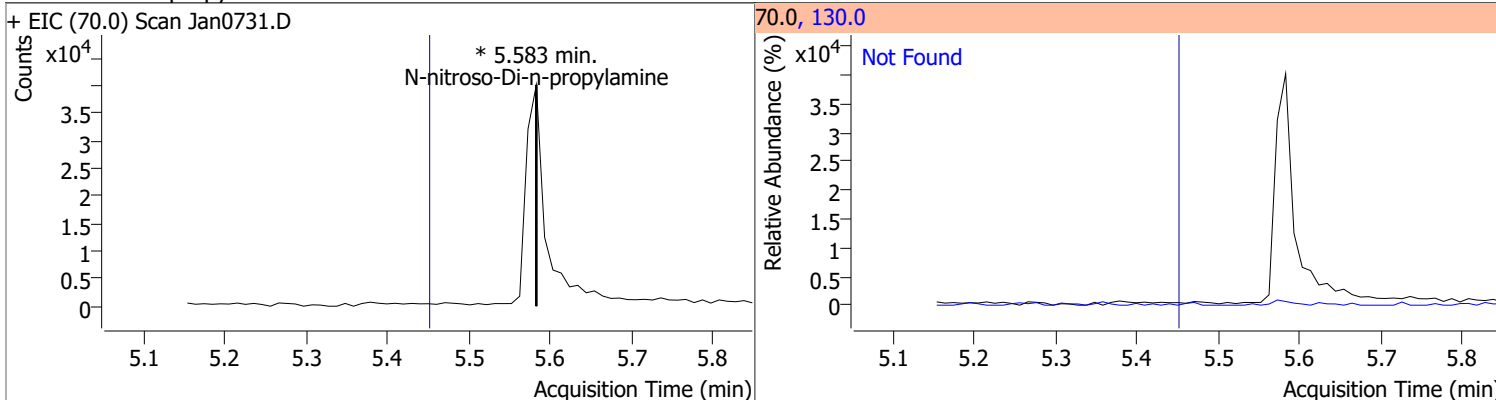 + EIC (70.0) Scan Jan0731.D
Counts
x10⁴
* 5.583 min.
N-nitroso-Di-n-propylamine
3.5
3
2.5
2
1.5
1
0.5
0
5.1 5.2 5.3 5.4 5.5 5.6 5.7 5.8
Acquisition Time (min)
70.0, 130.0
Relative Abundance (%)
x10⁴
Not Found
3.5
3
2.5
2
1.5
1
0.5
0
5.1 5.2 5.3 5.4 5.5 5.6 5.7 5.8
Acquisition Time (min)